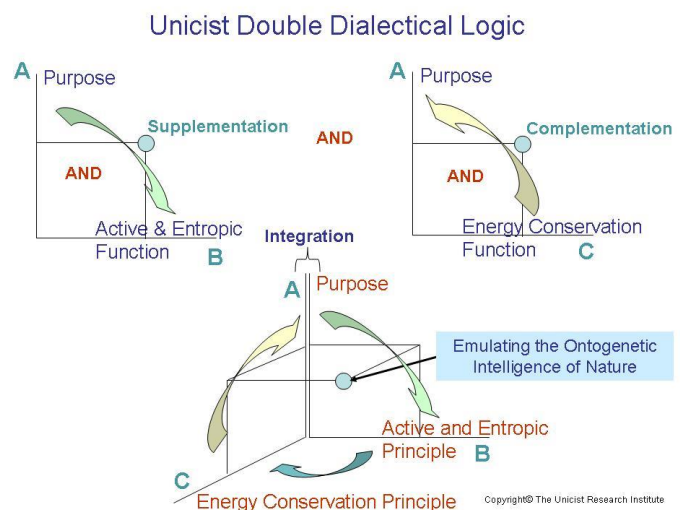 Unicist Double Dialectical Logic
A
Purpose
Supplementation
AND
Active & Entropic
Function
B
AND
A
Purpose
Complementation
AND
Energy Conservation
Function
C
Integration
A
Purpose
Emulating the Ontogenetic
Intelligence of Nature
Active and Entropic
Principle
B
C
Energy Conservation Principle
Copyright© The Unicist Research Institute